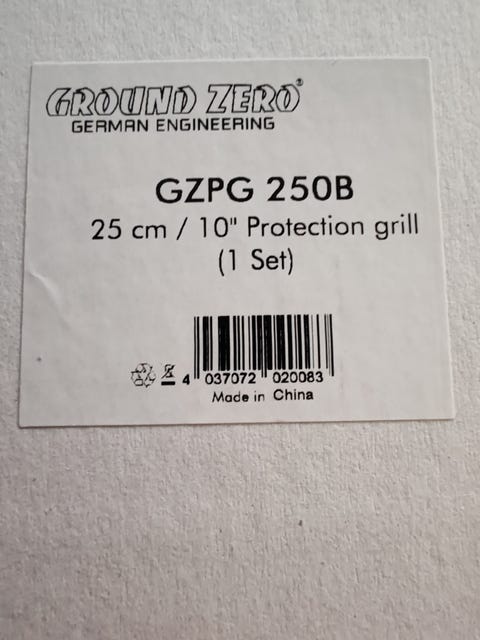 GROUND ZERO®
GERMAN ENGINEERING
GZPG 250B
25 cm / 10" Protection grill
(1 Set)
4 037072 020083
Made in China